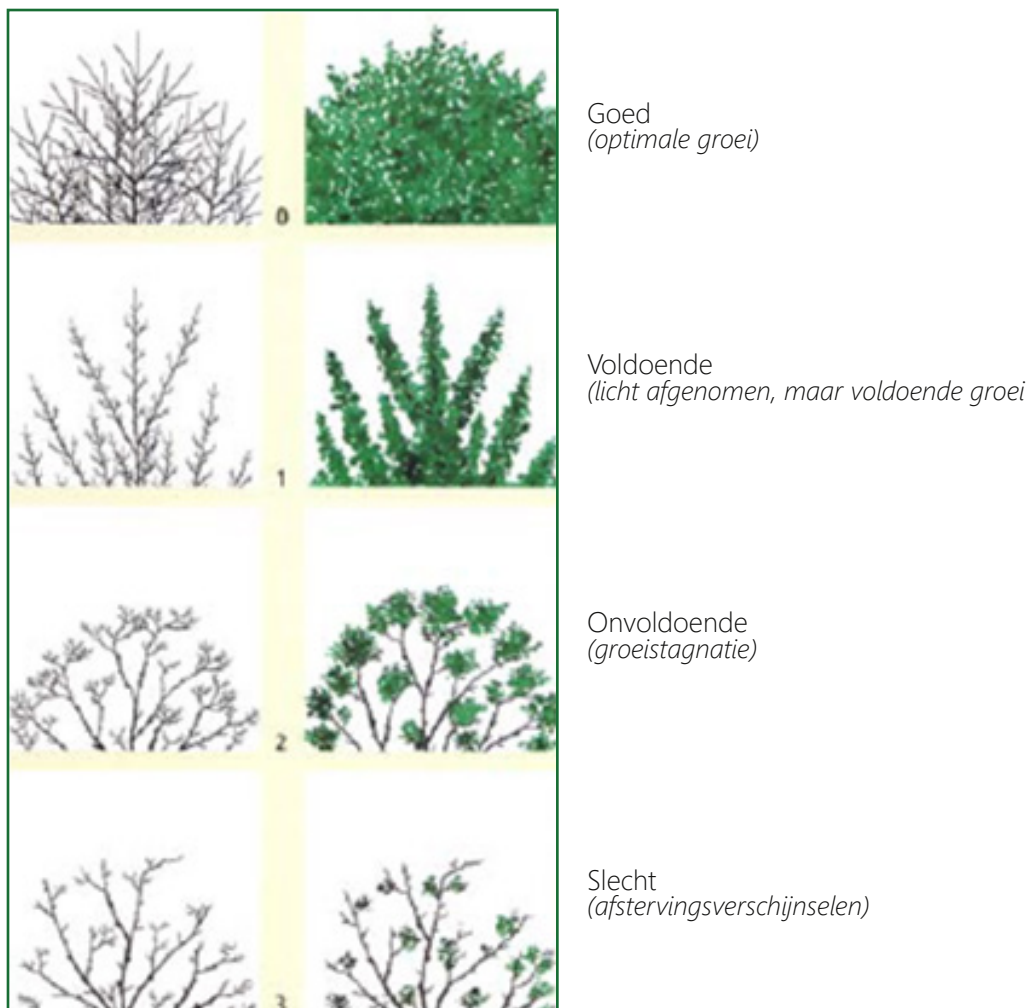 0
Goed
(optimale groei)
1
Voldoende
(licht afgenomen, maar voldoende groei
2
Onvoldoende
(groeistagnatie)
3
Slecht
(afstervingsverschijnselen)